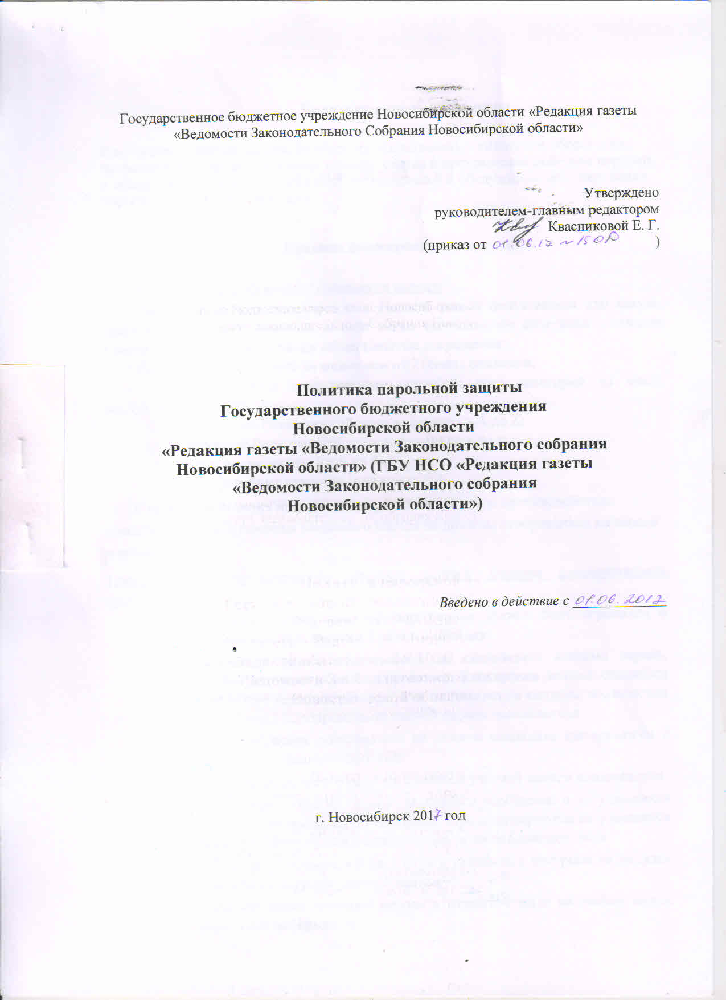 Государственное бюджетное учреждение Новосибирской области «Редакция газеты
«Ведомости Законодательного Собрания Новосибирской области»
Утверждено
руководителем-главным редактором
Квасниковой Е. Г.
(приказ от 01.06.17 № 15 )
Политика парольной защиты
Государственного бюджетного учреждения
Новосибирской области
«Редакция газеты «Ведомости Законодательного собрания
Новосибирской области» (ГБУ НСО «Редакция газеты
«Ведомости Законодательного собрания
Новосибирской области»)
Введено в действие с 01.06.2017
г. Новосибирск 2017 год